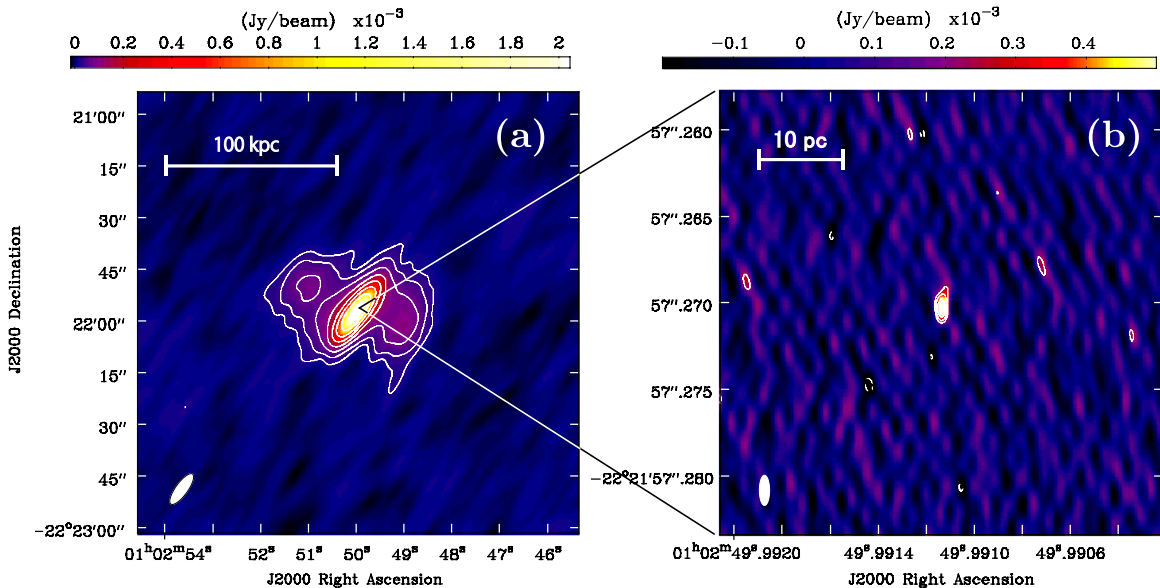 (Jy/beam) x10⁻³
0 0.2 0.4 0.6 0.8 1 1.2 1.4 1.6 1.8 2
(a)
100 kpc
J2000 Declination
21'00"
15"
30"
45"
22'00"
15"
30"
45"
−22°23'00"
01ʰ02ᵐ54ˢ 52ˢ 51ˢ 50ˢ 49ˢ 48ˢ 47ˢ 46ˢ
J2000 Right Ascension
(Jy/beam) x10⁻³
−0.1 0 0.1 0.2 0.3 0.4
(b)
10 pc
57".260
57".265
57".270
57".275
−22°21'57".280
01ʰ02ᵐ49ˢ.9920 49ˢ.9914 49ˢ.9910 49ˢ.9906
J2000 Right Ascension